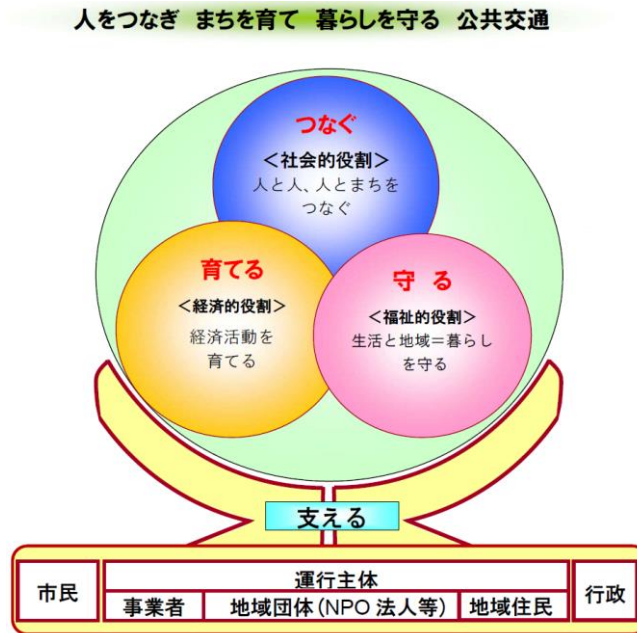 人をつなぎ まちを育て 暮らしを守る 公共交通
つなぐ
＜社会的役割＞
人と人、人とまちを
つなぐ
育てる
＜経済的役割＞
経済活動を
育てる
守 る
＜福祉的役割＞
生活と地域＝暮らし
を守る
支える
市民
運行主体
事業者
地域団体(NPO 法人等)
地域住民
行政